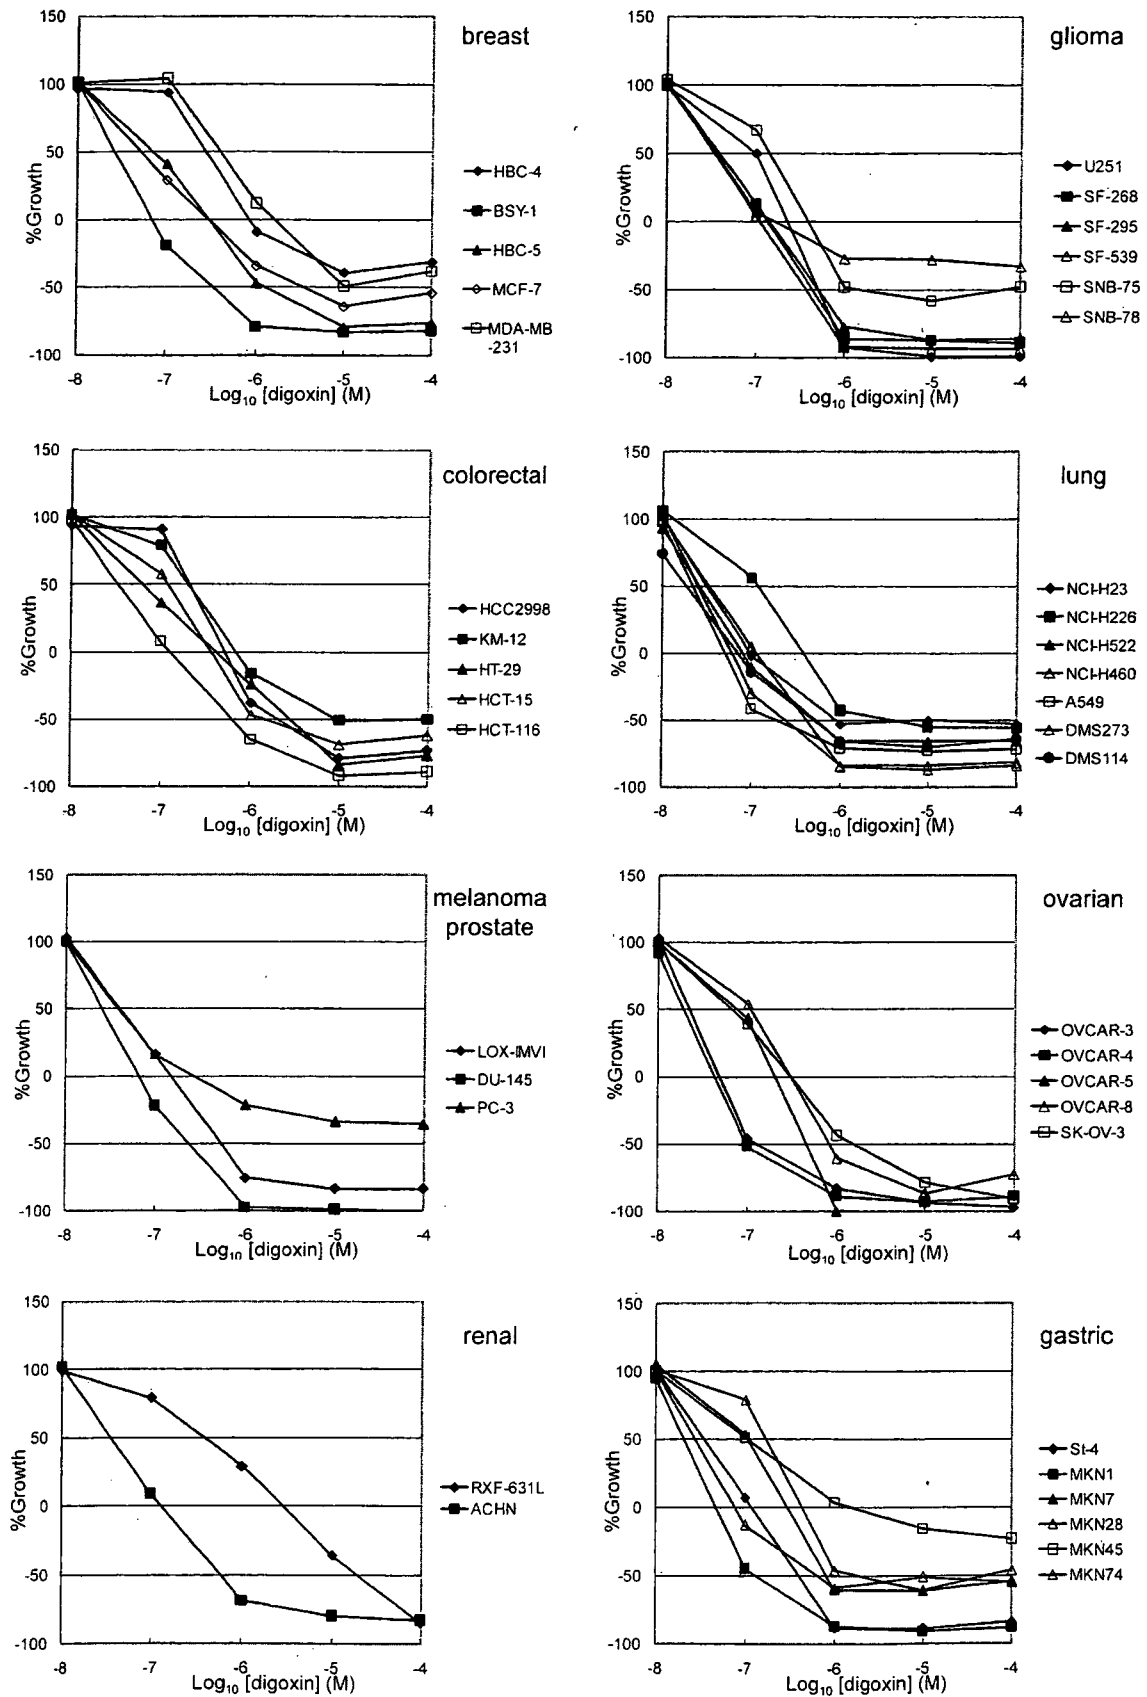 breast
%Growth
150
100
50
0
-50
-100
-8
-7
-6
-5
-4
Log10 [digoxin] (M)
HBC-4
BSY-1
HBC-5
MCF-7
MDA-MB
-231
glioma
%Growth
150
100
50
0
-50
-100
-8
-7
-6
-5
-4
Log10 [digoxin] (M)
U251
SF-268
SF-295
SF-539
SNB-75
SNB-78
colorectal
%Growth
150
100
50
0
-50
-100
-8
-7
-6
-5
-4
Log10 [digoxin] (M)
HCC2998
KM-12
HT-29
HCT-15
HCT-116
lung
%Growth
150
100
50
0
-50
-100
-8
-7
-6
-5
-4
Log10 [digoxin] (M)
NCI-H23
NCI-H226
NCI-H522
NCI-H460
A549
DMS273
DMS114
melanoma
prostate
%Growth
150
100
50
0
-50
-100
-8
-7
-6
-5
-4
Log10 [digoxin] (M)
LOX-IMVI
DU-145
PC-3
ovarian
%Growth
150
100
50
0
-50
-100
-8
-7
-6
-5
-4
Log10 [digoxin] (M)
OVCAR-3
OVCAR-4
OVCAR-5
OVCAR-8
SK-OV-3
renal
%Growth
150
100
50
0
-50
-100
-8
-7
-6
-5
-4
Log10 [digoxin] (M)
RXF-631L
ACHN
gastric
%Growth
150
100
50
0
-50
-100
-8
-7
-6
-5
-4
Log10 [digoxin] (M)
St-4
MKN1
MKN7
MKN28
MKN45
MKN74